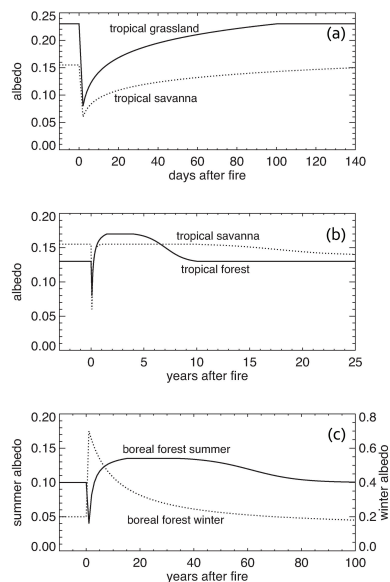 0.25
0.20
0.15
0.10
0.05
0.00
albedo
tropical grassland
(a)
tropical savanna
0 20 40 60 80 100 120 140
days after fire
0.20
0.15
0.10
0.05
0.00
albedo
(b)
tropical savanna
tropical forest
0 5 10 15 20 25
years after fire
0.20
0.15
0.10
0.05
0.00
summer albedo
(c)
boreal forest summer
boreal forest winter
0.8
0.6
0.4
0.2
0.0
winter albedo
0 20 40 60 80 100
years after fire